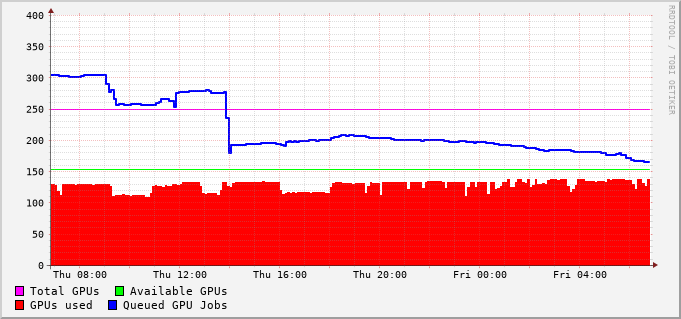 400
350
300
250
200
150
100
50
0
Thu 08:00 Thu 12:00 Thu 16:00 Thu 20:00 Fri 00:00 Fri 04:00
Total GPUs Available GPUs
GPUs used Queued GPU Jobs
RRDTOOL / TOBI OETIKER